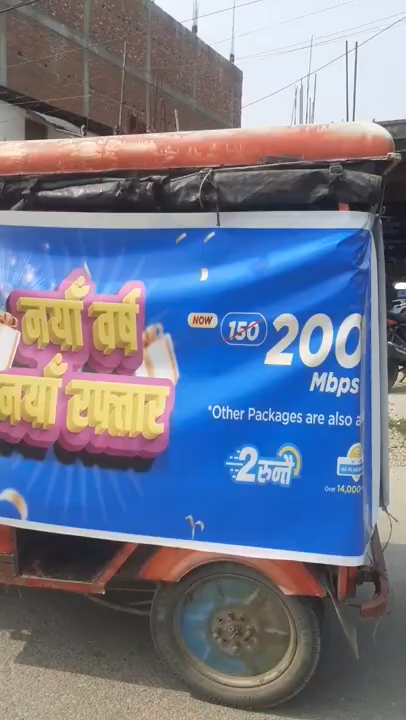 नयाँ वर्ष
नयाँ रफ्तार
NOW 150 200
Mbps
*Other Packages are also a
2 रुन्नै
Over 14,000